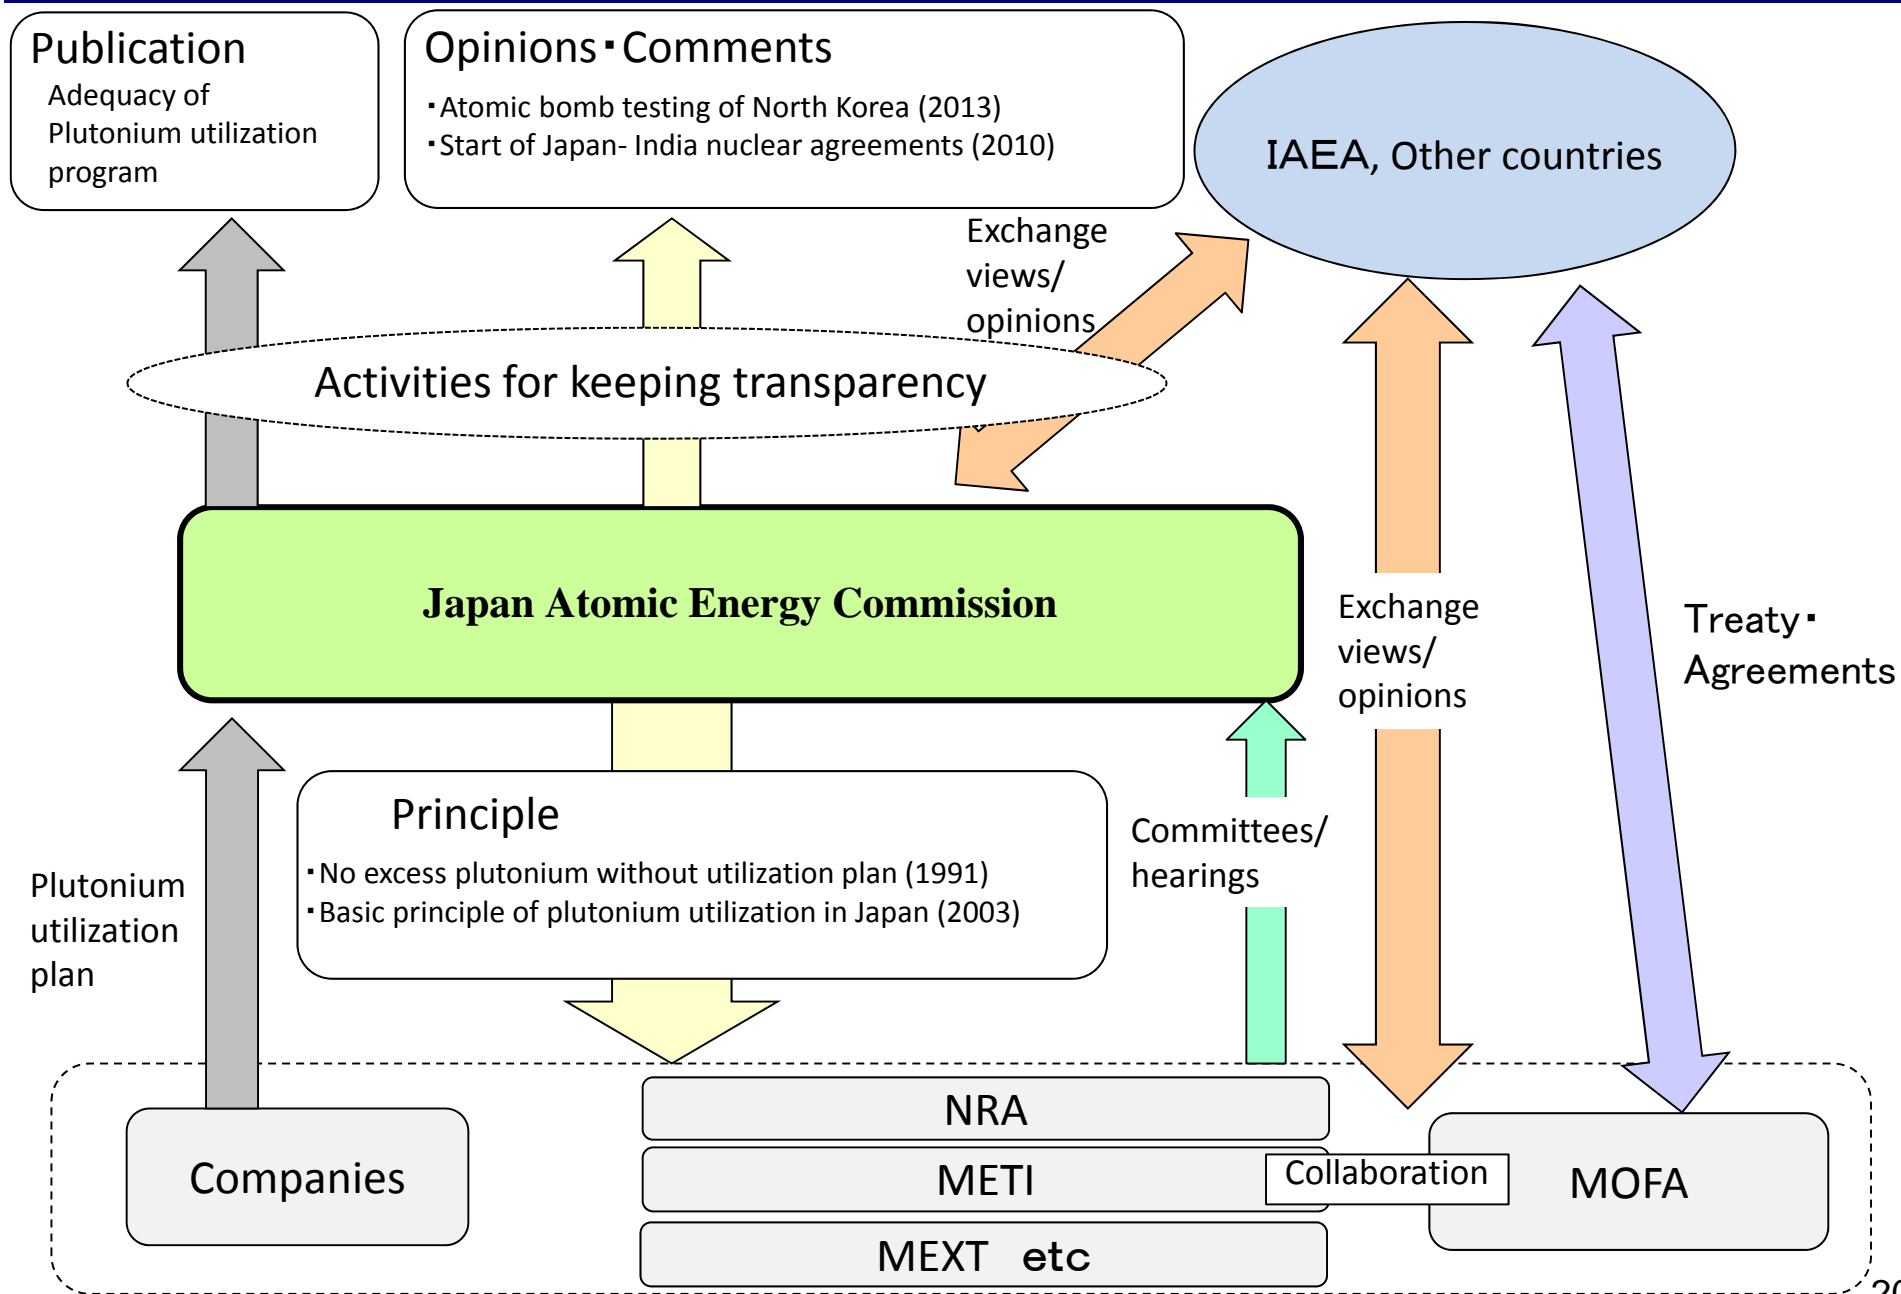 Publication
Adequacy of
Plutonium utilization
program
Opinions・Comments
・Atomic bomb testing of North Korea (2013)
・Start of Japan- India nuclear agreements (2010)
IAEA, Other countries
Exchange
views/
opinions
Activities for keeping transparency
Japan Atomic Energy Commission
Exchange
views/
opinions
Treaty・
Agreements
Principle
・No excess plutonium without utilization plan (1991)
・Basic principle of plutonium utilization in Japan (2003)
Committees/
hearings
Plutonium
utilization
plan
Companies
NRA
METI
MEXT etc
Collaboration
MOFA
20